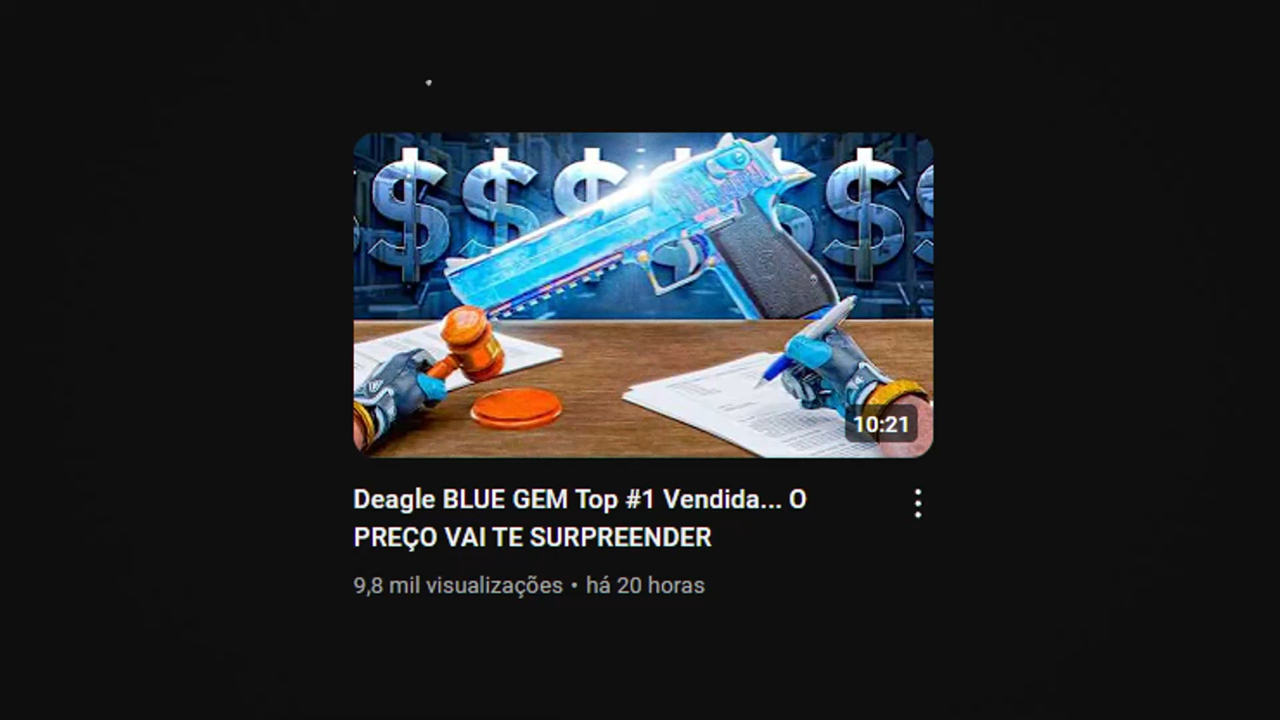 $ $ $ $ $ $ $
10:21
Deagle BLUE GEM Top #1 Vendida... O
PREÇO VAI TE SURPREENDER
9,8 mil visualizações • há 20 horas